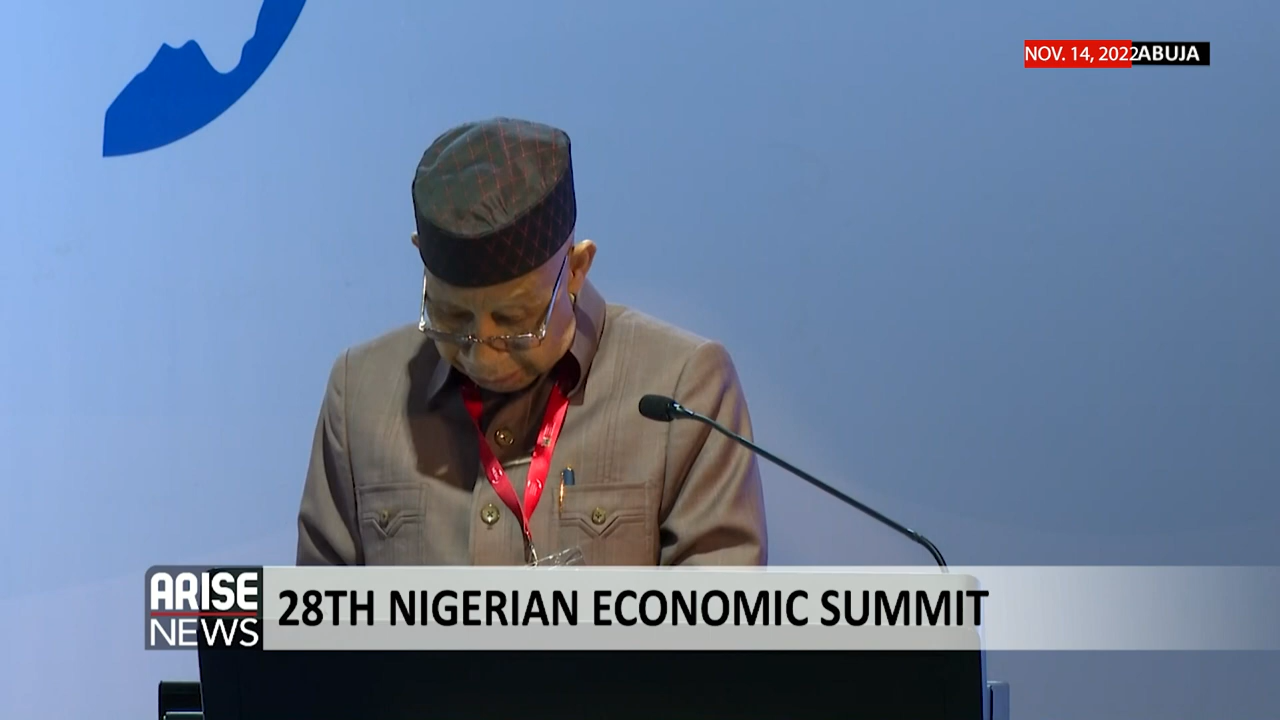 NOV. 14, 2022 ABUJA
ARISE
NEWS
28TH NIGERIAN ECONOMIC SUMMIT